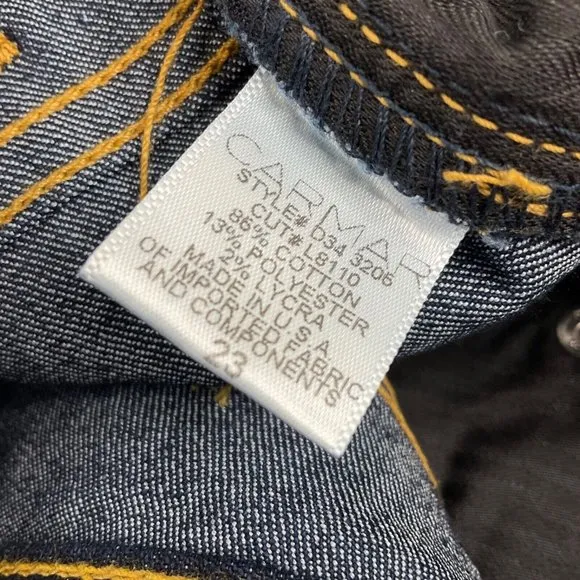 CARMAR
STYLE# D34 3206
CUT# L8110
86% COTTON
13% POLYESTER
2% LYCRA
MADE IN U.S.A
OF IMPORTED FABRIC
AND COMPONENTS
23